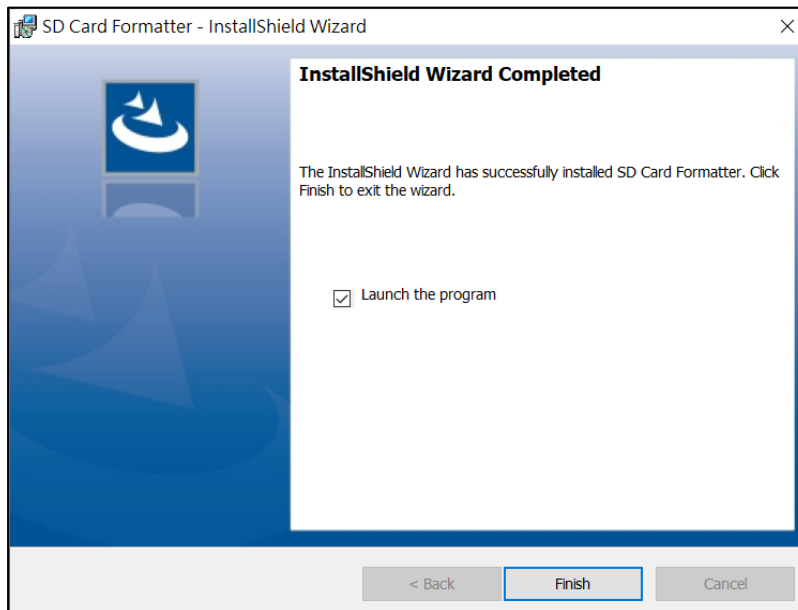 SD Card Formatter - InstallShield Wizard
InstallShield Wizard Completed
The InstallShield Wizard has successfully installed SD Card Formatter. Click
Finish to exit the wizard.
Launch the program
< Back
Finish
Cancel